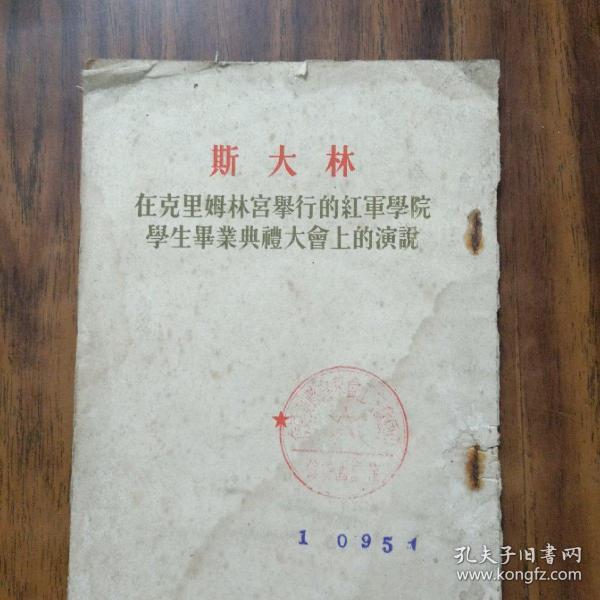 斯大林
在克里姆林宮舉行的紅軍學院
學生畢業典禮大會上的演說
1 0951
孔夫子旧书网
www.kongfz.com